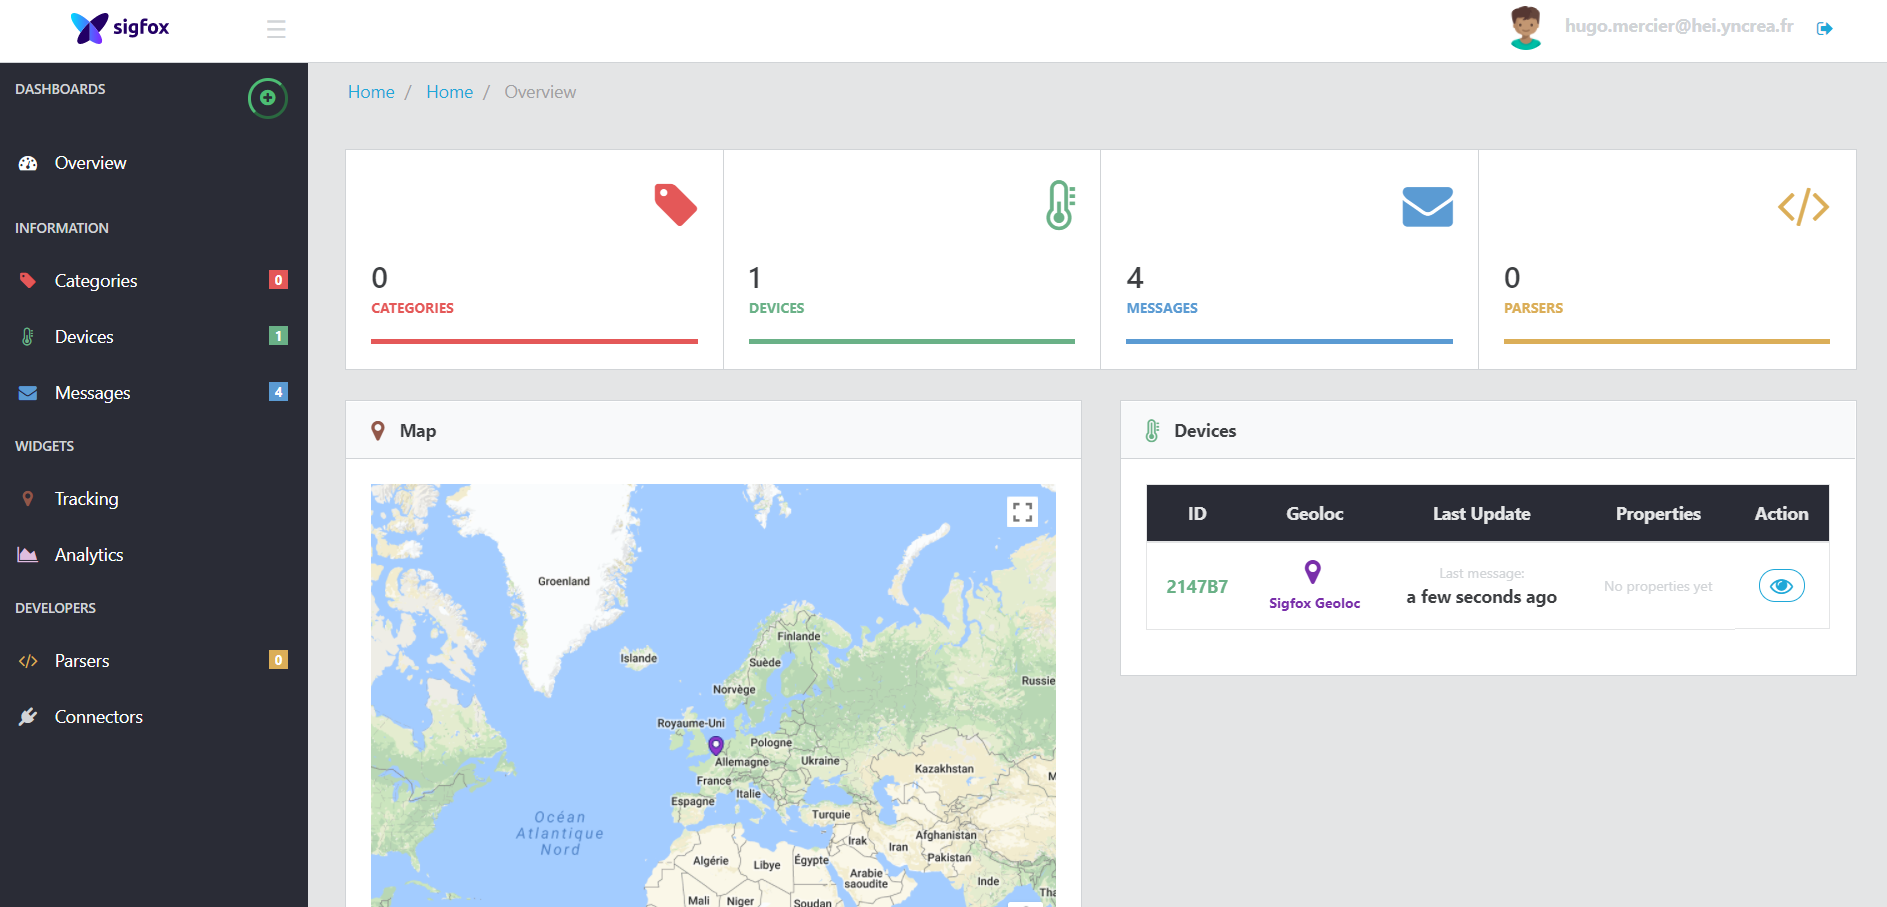 sigfox
hugo.mercier@hei.yncrea.fr
DASHBOARDS
Overview
INFORMATION
Categories 0
Devices 1
Messages 4
WIDGETS
Tracking
Analytics
DEVELOPERS
Parsers 0
Connectors
Home / Home / Overview
0
CATEGORIES
1
DEVICES
4
MESSAGES
0
PARSERS
Map
Groenland
Finlande
Islande
Suède
Russie
Norvège
Royaume-Uni
Pologne
Allemagne
Ukraine
Kazakhstan
France
Italie
Espagne
Turquie
Océan
Atlantique
Nord
Afghanistan
Irak
Iran
Pakistan
Algérie
Libye
Égypte
Arabie
saoudite
Inde
Tha
Mali
Niger
Soudan
Devices
ID Geoloc Last Update Properties Action
2147B7
Sigfox Geoloc
Last message:
a few seconds ago
No properties yet